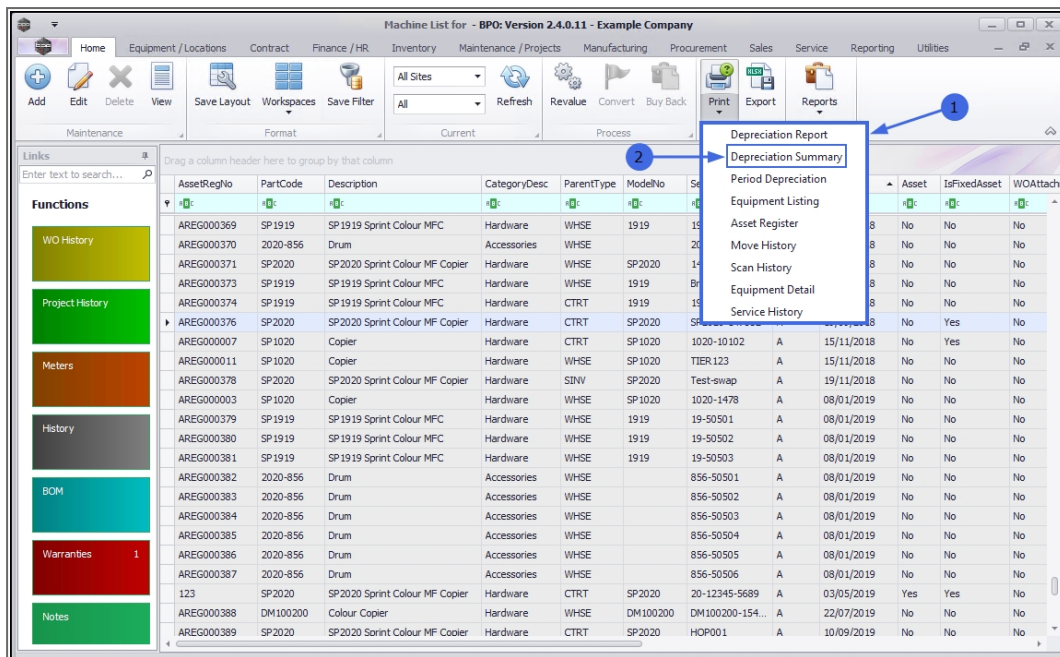 Machine List for - BPO: Version 2.4.0.11 - Example Company
Home Equipment / Locations Contract Finance / HR Inventory Maintenance / Projects Manufacturing Procurement Sales Service Reporting Utilities
All Sites
All
Add Edit Delete View Save Layout Workspaces Save Filter Refresh Revalue Convert Buy Back Print Export Reports
Maintenance Format Current Process
1
2
Depreciation Report
Depreciation Summary
Period Depreciation
Equipment Listing
Asset Register
Move History
Scan History
Equipment Detail
Service History
Links
Enter text to search...
Functions
WO History
Project History
Meters
History
BOM
Warranties 1
Notes
Drag a column header here to group by that column
AssetRegNo PartCode Description CategoryDesc ParentType ModelNo Se Asset IsFixedAsset WOAttach
AREG000369 SP1919 SP1919 Sprint Colour MFC Hardware WHSE 1919 19 8 No No No
AREG000370 2020-856 Drum Accessories WHSE 20 8 No No No
AREG000371 SP2020 SP2020 Sprint Colour MF Copier Hardware WHSE SP2020 14 8 No No No
AREG000373 SP1919 SP1919 Sprint Colour MFC Hardware WHSE 1919 Br 8 No No No
AREG000374 SP1919 SP1919 Sprint Colour MFC Hardware CTRT 1919 19 8 No No No
AREG000376 SP2020 SP2020 Sprint Colour MF Copier Hardware CTRT SP2020 No Yes No
AREG000007 SP1020 Copier Hardware CTRT SP1020 1020-10102 A 15/11/2018 No Yes No
AREG000011 SP1020 Copier Hardware WHSE SP1020 TIER123 A 15/11/2018 No No No
AREG000378 SP2020 SP2020 Sprint Colour MF Copier Hardware SINV SP2020 Test-swap A 19/11/2018 No No No
AREG000003 SP1020 Copier Hardware WHSE SP1020 1020-1478 A 08/01/2019 No No No
AREG000379 SP1919 SP1919 Sprint Colour MFC Hardware WHSE 1919 19-50501 A 08/01/2019 No No No
AREG000380 SP1919 SP1919 Sprint Colour MFC Hardware WHSE 1919 19-50502 A 08/01/2019 No No No
AREG000381 SP1919 SP1919 Sprint Colour MFC Hardware WHSE 1919 19-50503 A 08/01/2019 No No No
AREG000382 2020-856 Drum Accessories WHSE 856-50501 A 08/01/2019 No No No
AREG000383 2020-856 Drum Accessories WHSE 856-50502 A 08/01/2019 No No No
AREG000384 2020-856 Drum Accessories WHSE 856-50503 A 08/01/2019 No No No
AREG000385 2020-856 Drum Accessories WHSE 856-50504 A 08/01/2019 No No No
AREG000386 2020-856 Drum Accessories WHSE 856-50505 A 08/01/2019 No No No
AREG000387 2020-856 Drum Accessories WHSE 856-50506 A 08/01/2019 No No No
123 SP2020 SP2020 Sprint Colour MF Copier Hardware CTRT SP2020 20-12345-5689 A 03/05/2019 Yes Yes No
AREG000388 DM100200 Colour Copier Hardware WHSE DM100200 DM100200-154... A 22/07/2019 No No No
AREG000389 SP2020 SP2020 Sprint Colour MF Copier Hardware CTRT SP2020 HOP001 A 10/09/2019 No No No